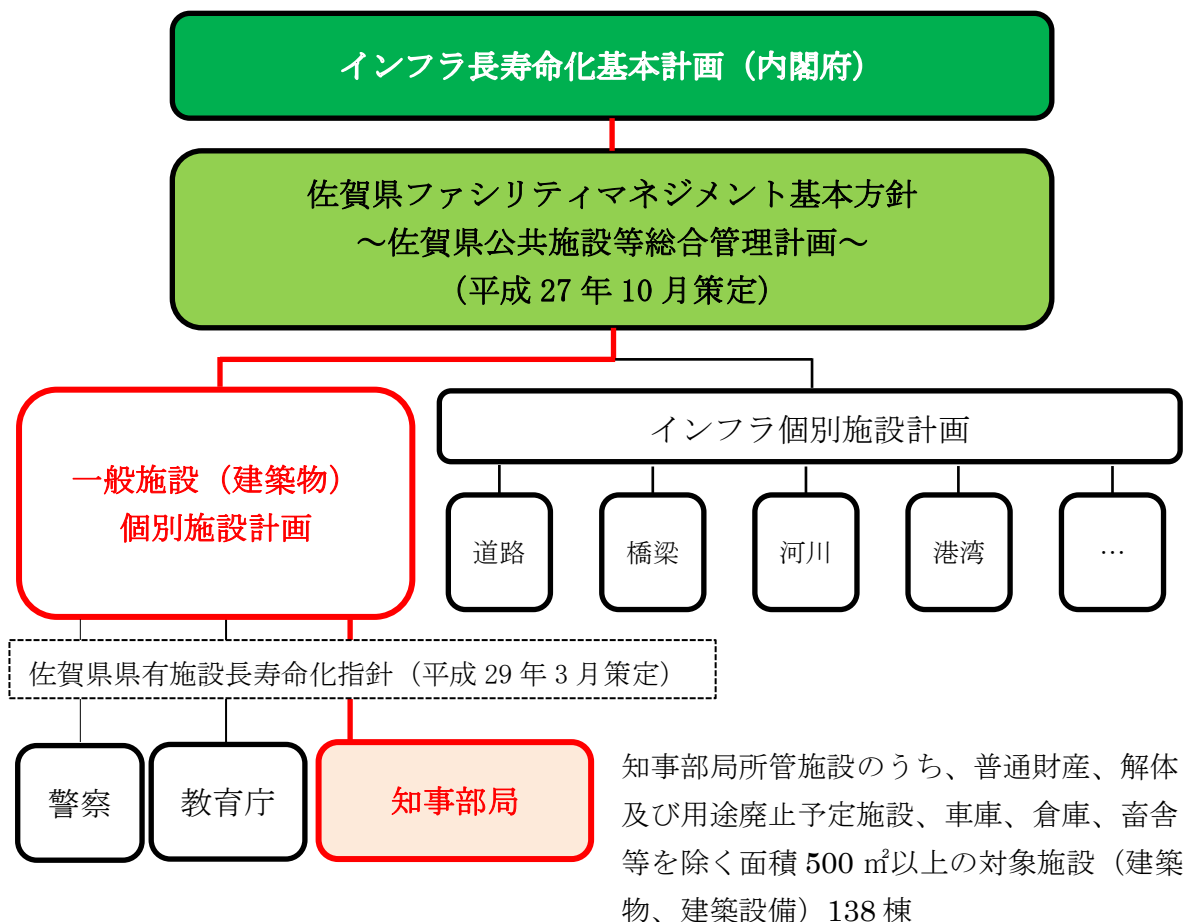 インフラ長寿命化基本計画（内閣府）
佐賀県ファシリティマネジメント基本方針
～佐賀県公共施設等総合管理計画～
（平成 27 年 10 月策定）
一般施設（建築物）
個別施設計画
インフラ個別施設計画
道路
橋梁
河川
港湾
…
佐賀県県有施設長寿命化指針（平成 29 年 3 月策定）
警察
教育庁
知事部局
知事部局所管施設のうち、普通財産、解体
及び用途廃止予定施設、車庫、倉庫、畜舎
等を除く面積 500 ㎡以上の対象施設（建築
物、建築設備）138 棟